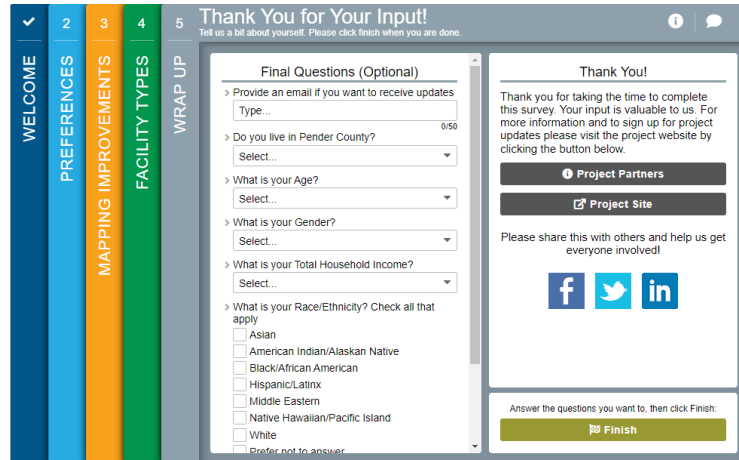 WELCOME
2
PREFERENCES
3
MAPPING IMPROVEMENTS
4
FACILITY TYPES
5
WRAP UP
Thank You for Your Input!
Tell us a bit about yourself. Please click finish when you are done.
Final Questions (Optional)
Provide an email if you want to receive updates
Type...
0/50
Do you live in Pender County?
Select...
What is your Age?
Select...
What is your Gender?
Select...
What is your Total Household Income?
Select...
What is your Race/Ethnicity? Check all that
apply
Asian
American Indian/Alaskan Native
Black/African American
Hispanic/Latinx
Middle Eastern
Native Hawaiian/Pacific Island
White
Prefer not to answer
Thank You!
Thank you for taking the time to complete
this survey. Your input is valuable to us. For
more information and to sign up for project
updates please visit the project website by
clicking the button below.
Project Partners
Project Site
Please share this with others and help us get
everyone involved!
f
in
Answer the questions you want to, then click Finish:
Finish